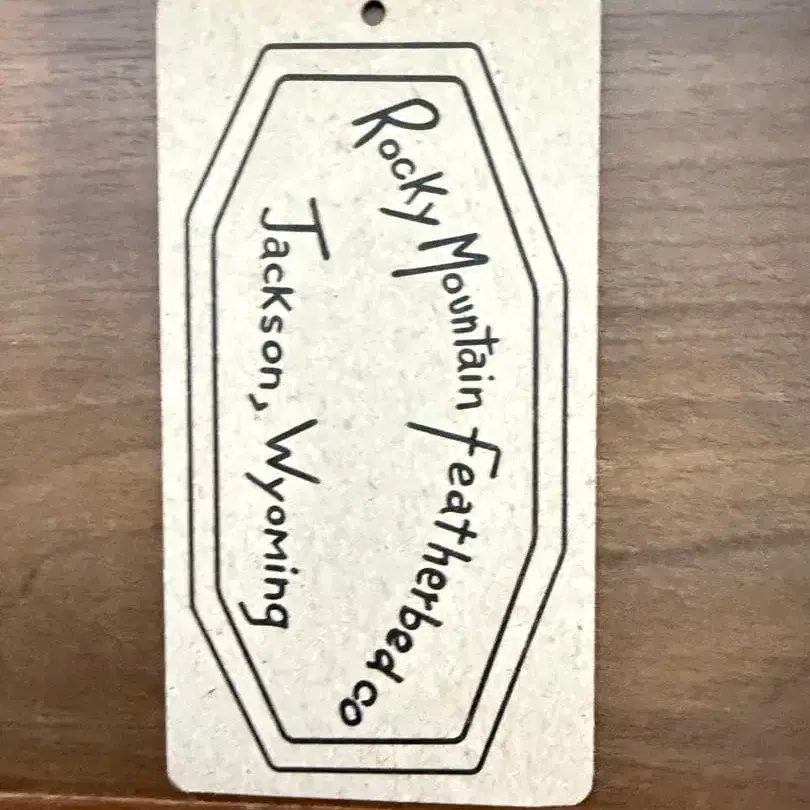 Rocky Mountain featherbed co
Jackson, Wyoming